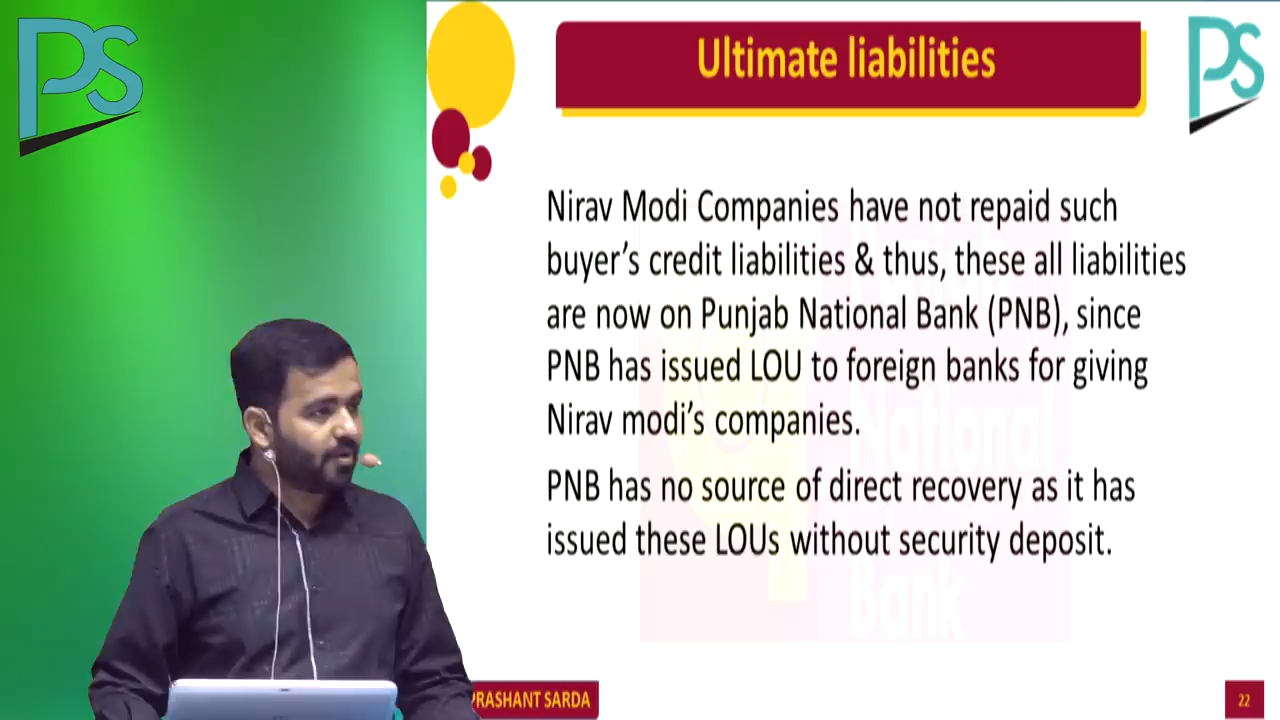 PS
Ultimate liabilities
PS
Nirav Modi Companies have not repaid such
buyer’s credit liabilities & thus, these all liabilities
are now on Punjab National Bank (PNB), since
PNB has issued LOU to foreign banks for giving
Nirav modi’s companies.
PNB has no source of direct recovery as it has
issued these LOUs without security deposit.
Punjab
National
Bank
PRASHANT SARDA
22